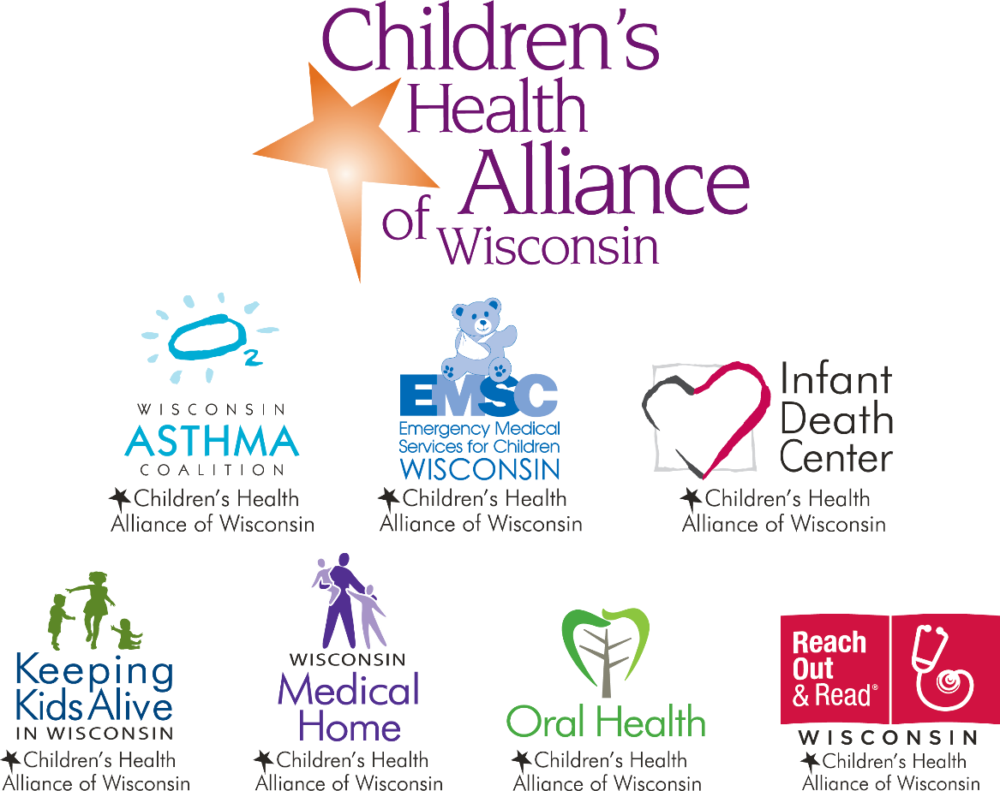 Children's
Health
Alliance
of Wisconsin
O2
WISCONSIN
ASTHMA
COALITION
Children's Health
Alliance of Wisconsin
EMSC
Emergency Medical
Services for Children
WISCONSIN
Children's Health
Alliance of Wisconsin
Infant
Death
Center
Children's Health
Alliance of Wisconsin
Keeping
Kids Alive
IN WISCONSIN
Children's Health
Alliance of Wisconsin
WISCONSIN
Medical
Home
Children's Health
Alliance of Wisconsin
Oral Health
Children's Health
Alliance of Wisconsin
Reach
Out
& Read®
WISCONSIN
Children's Health
Alliance of Wisconsin